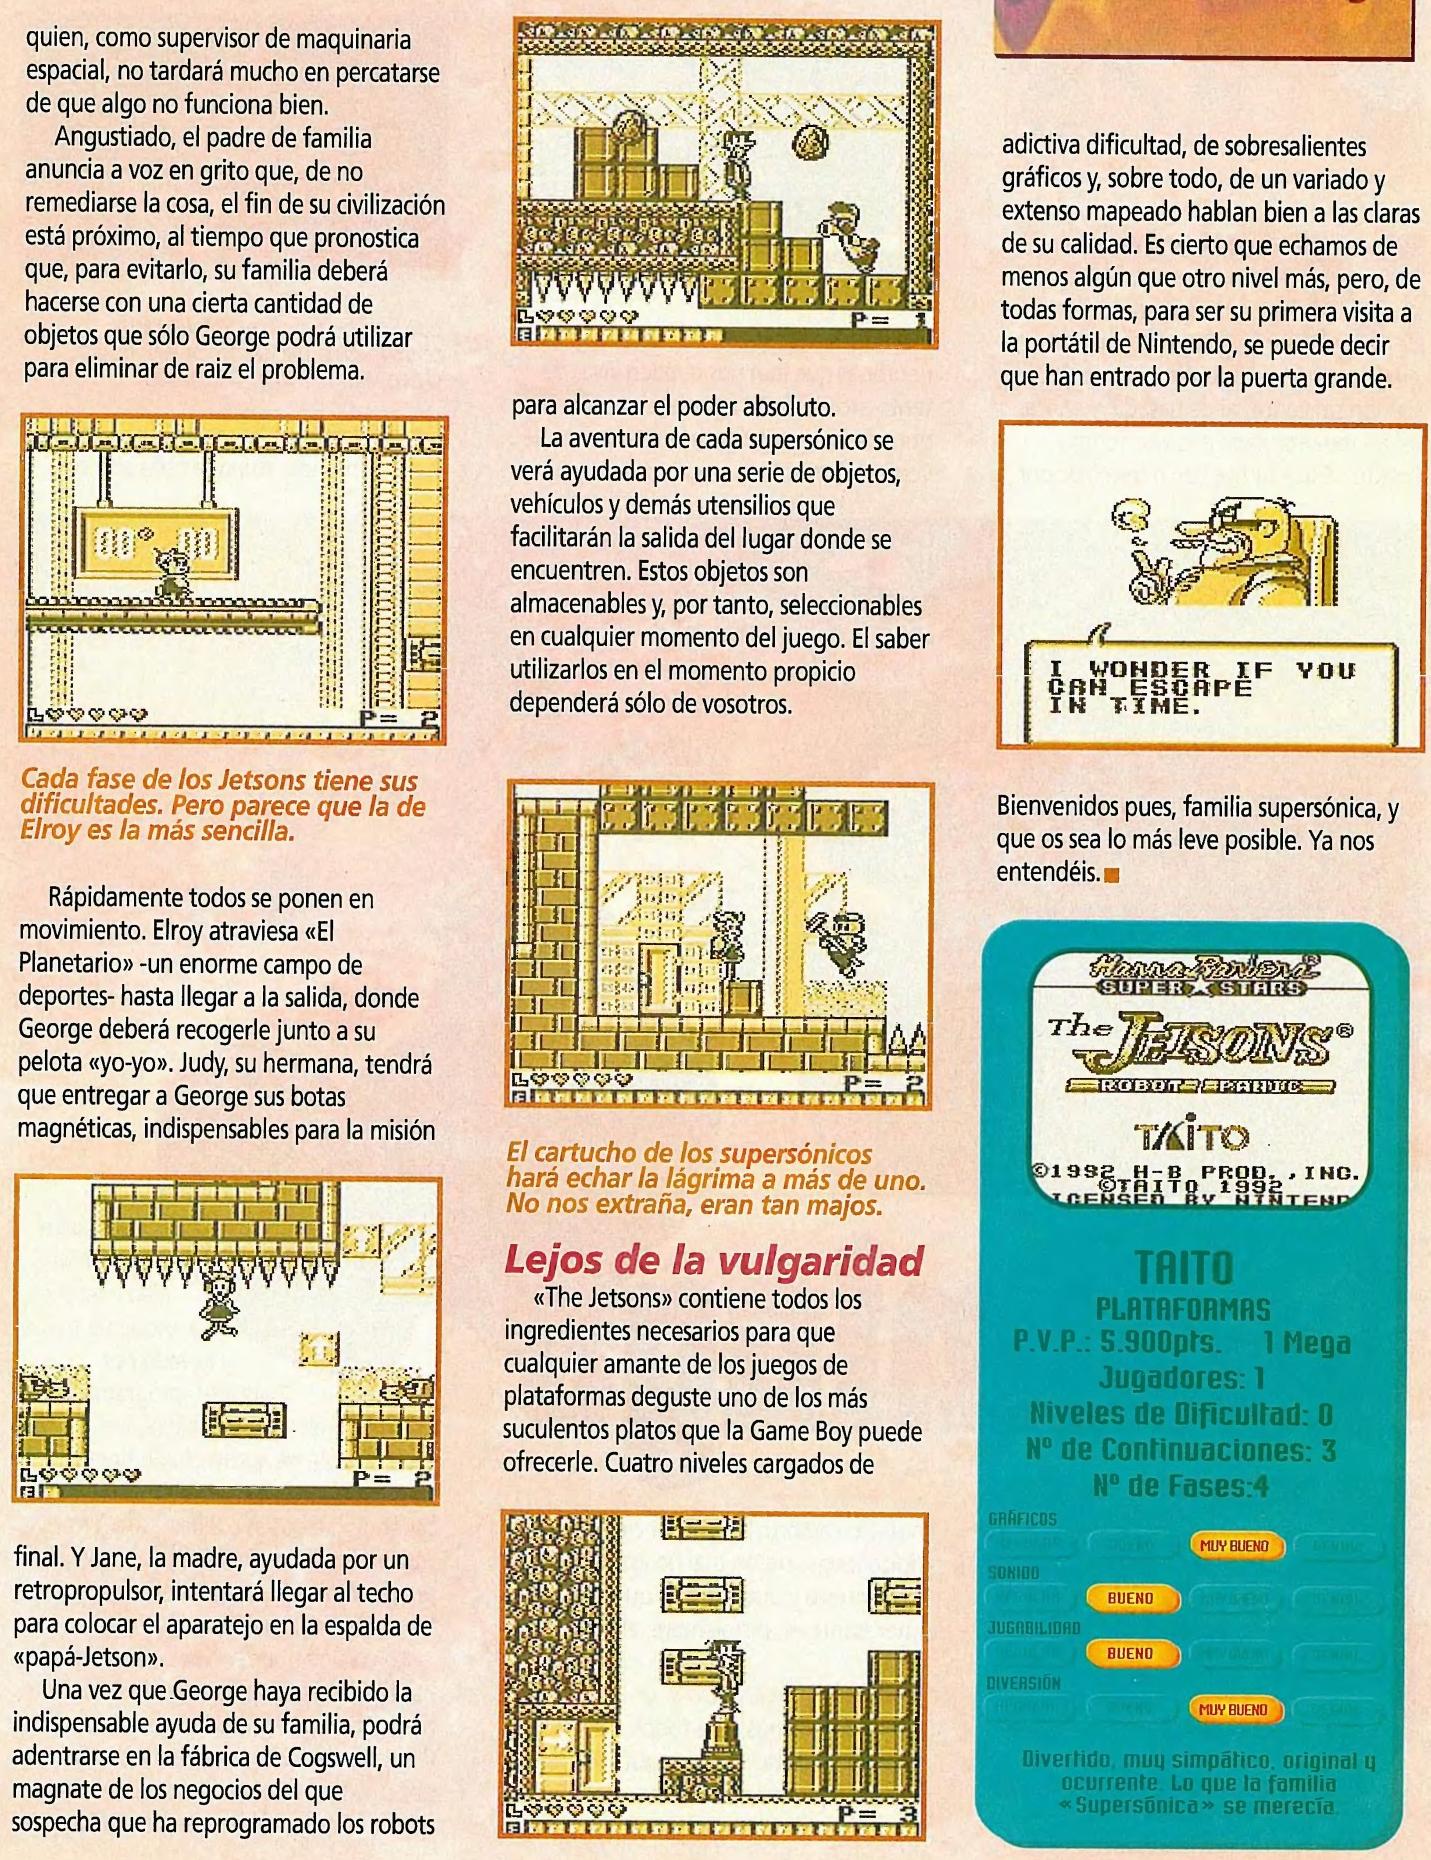 quien, como supervisor de maquinaria
espacial, no tardará mucho en percatarse
de que algo no funciona bien.
Angustiado, el padre de familia
anuncia a voz en grito que, de no
remediarse la cosa, el fin de su civilización
está próximo, al tiempo que pronostica
que, para evitarlo, su familia deberá
hacerse con una cierta cantidad de
objetos que sólo George podrá utilizar
para eliminar de raiz el problema.
P= 2
Cada fase de los Jetsons tiene sus
dificultades. Pero parece que la de
Elroy es la más sencilla.
Rápidamente todos se ponen en
movimiento. Elroy atraviesa «El
Planetario» -un enorme campo de
deportes- hasta llegar a la salida, donde
George deberá recogerle junto a su
pelota «yo-yo». Judy, su hermana, tendrá
que entregar a George sus botas
magnéticas, indispensables para la misión
L
P= 2
E
final. Y Jane, la madre, ayudada por un
retropropulsor, intentará llegar al techo
para colocar el aparatejo en la espalda de
«papá-Jetson».
Una vez que George haya recibido la
indispensable ayuda de su familia, podrá
adentrarse en la fábrica de Cogswell, un
magnate de los negocios del que
sospecha que ha reprogramado los robots
L
P= 1
E
para alcanzar el poder absoluto.
La aventura de cada supersónico se
verá ayudada por una serie de objetos,
vehículos y demás utensilios que
facilitarán la salida del lugar donde se
encuentren. Estos objetos son
almacenables y, por tanto, seleccionables
en cualquier momento del juego. El saber
utilizarlos en el momento propicio
dependerá sólo de vosotros.
L
P= 2
E
El cartucho de los supersónicos
hará echar la lágrima a más de uno.
No nos extraña, eran tan majos.
Lejos de la vulgaridad
«The Jetsons» contiene todos los
ingredientes necesarios para que
cualquier amante de los juegos de
plataformas deguste uno de los más
suculentos platos que la Game Boy puede
ofrecerle. Cuatro niveles cargados de
L
P= 3
E
adictiva dificultad, de sobresalientes
gráficos y, sobre todo, de un variado y
extenso mapeado hablan bien a las claras
de su calidad. Es cierto que echamos de
menos algún que otro nivel más, pero, de
todas formas, para ser su primera visita a
la portátil de Nintendo, se puede decir
que han entrado por la puerta grande.
I WONDER IF YOU
CAN ESCAPE
IN TIME.
Bienvenidos pues, familia supersónica, y
que os sea lo más leve posible. Ya nos
entendéis.
Hanna-Barbera®
SUPER STARS
The JETSONS®
ROBOT PANIC
TAITO
©1992 H-B PROD., INC.
©TAITO 1992
LICENSED BY NINTEND
TAITO
PLATAFORMAS
P.V.P.: 5.900pts. 1 Mega
Jugadores: 1
Niveles de Dificultad: 0
Nº de Continuaciones: 3
Nº de Fases:4
GRÁFICOS
MUY BUENO
SONIDO
BUENO
JUGABILIDAD
BUENO
DIVERSIÓN
MUY BUENO
Divertido, muy simpático, original y
ocurrente. Lo que la familia
«Supersónica» se merecía.